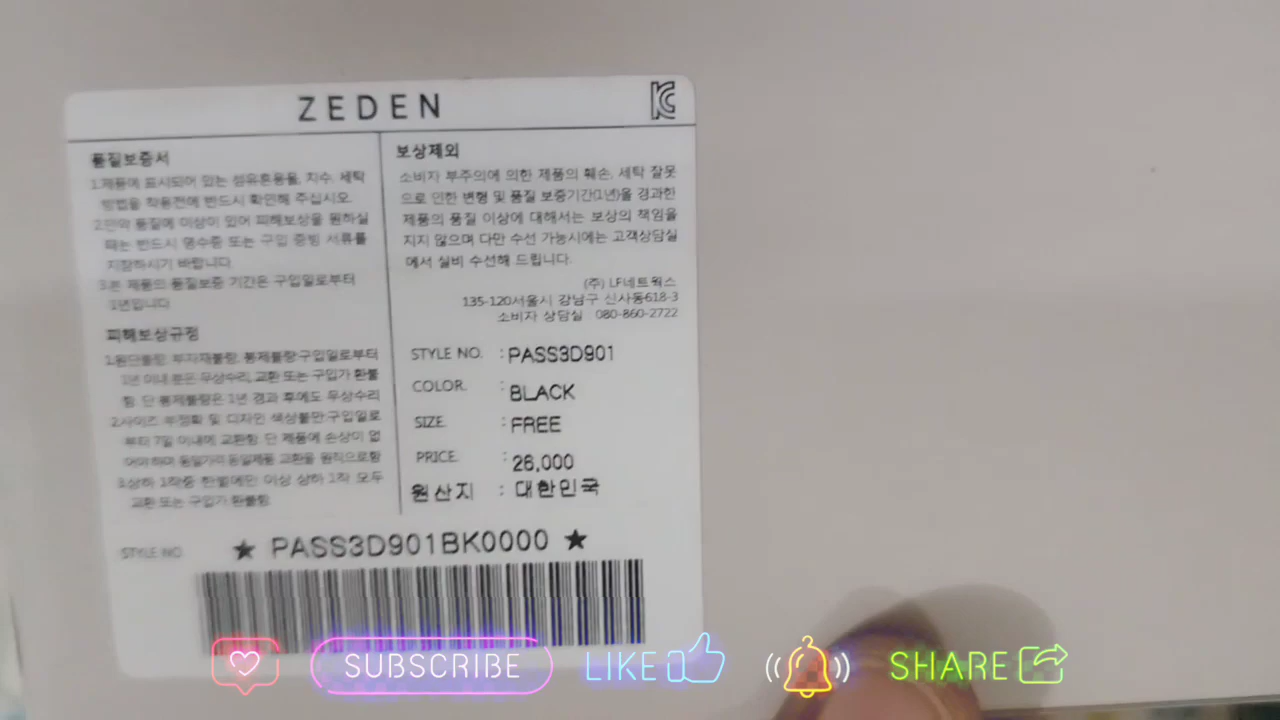 ZEDEN
품질보증서
1.제품에 표시되어 있는 섬유혼용율, 치수, 세탁
방법을 착용전에 반드시 확인해 주십시오.
2.만약 품질에 이상이 있어 피해보상을 원하실
때는 반드시 영수증 또는 구입 증빙 서류를
지참하시기 바랍니다.
3.본 제품의 품질보증 기간은 구입일로부터
1년입니다
피해보상규정
1.원단불량, 부자재불량, 봉제불량:구입일로부터
1년 이내 분은 무상수리, 교환 또는 구입가 환불
함. 단 봉제불량은 1년 경과 후에도 무상수리
2.사이즈 부정확 및 디자인 색상불만:구입일로
부터 7일 이내에 교환함. 단 제품에 손상이 없
어야 하며 동일가격 동일제품 교환을 원칙으로함
3.상하 1착중 한벌에만 이상 상하 1착 모두
교환 또는 구입가 환불함.
보상제외
소비자 부주의에 의한 제품의 훼손, 세탁 잘못
으로 인한 변형 및 품질 보증기간(1년)을 경과한
제품의 품질 이상에 대해서는 보상의 책임을
지지 않으며 다만 수선 가능시에는 고객상담실
에서 실비 수선해 드립니다.
(주) LF네트웍스
135-120서울시 강남구 신사동618-3
소비자 상담실 080-860-2722
STYLE NO. : PASS3D901
COLOR. : BLACK
SIZE. : FREE
PRICE. : 26,000
원산지 : 대한민국
STYLE NO. ★ PASS3D901BK0000 ★
SUBSCRIBE LIKE SHARE